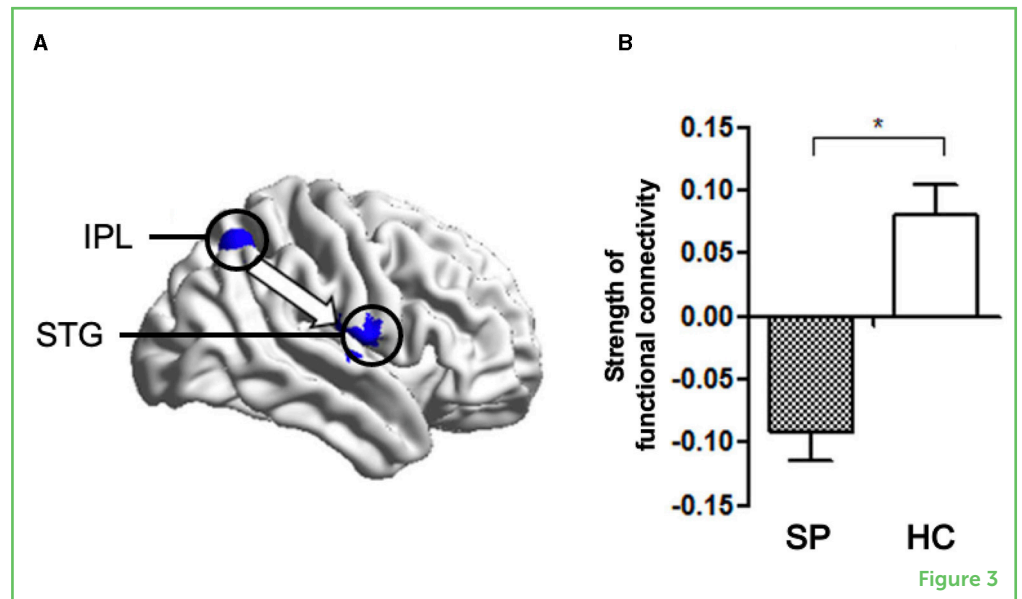 A
IPL
STG
B
*
Strength of
functional connectivity
0.15
0.10
0.05
0.00
-0.05
-0.10
-0.15
SP HC
Figure 3